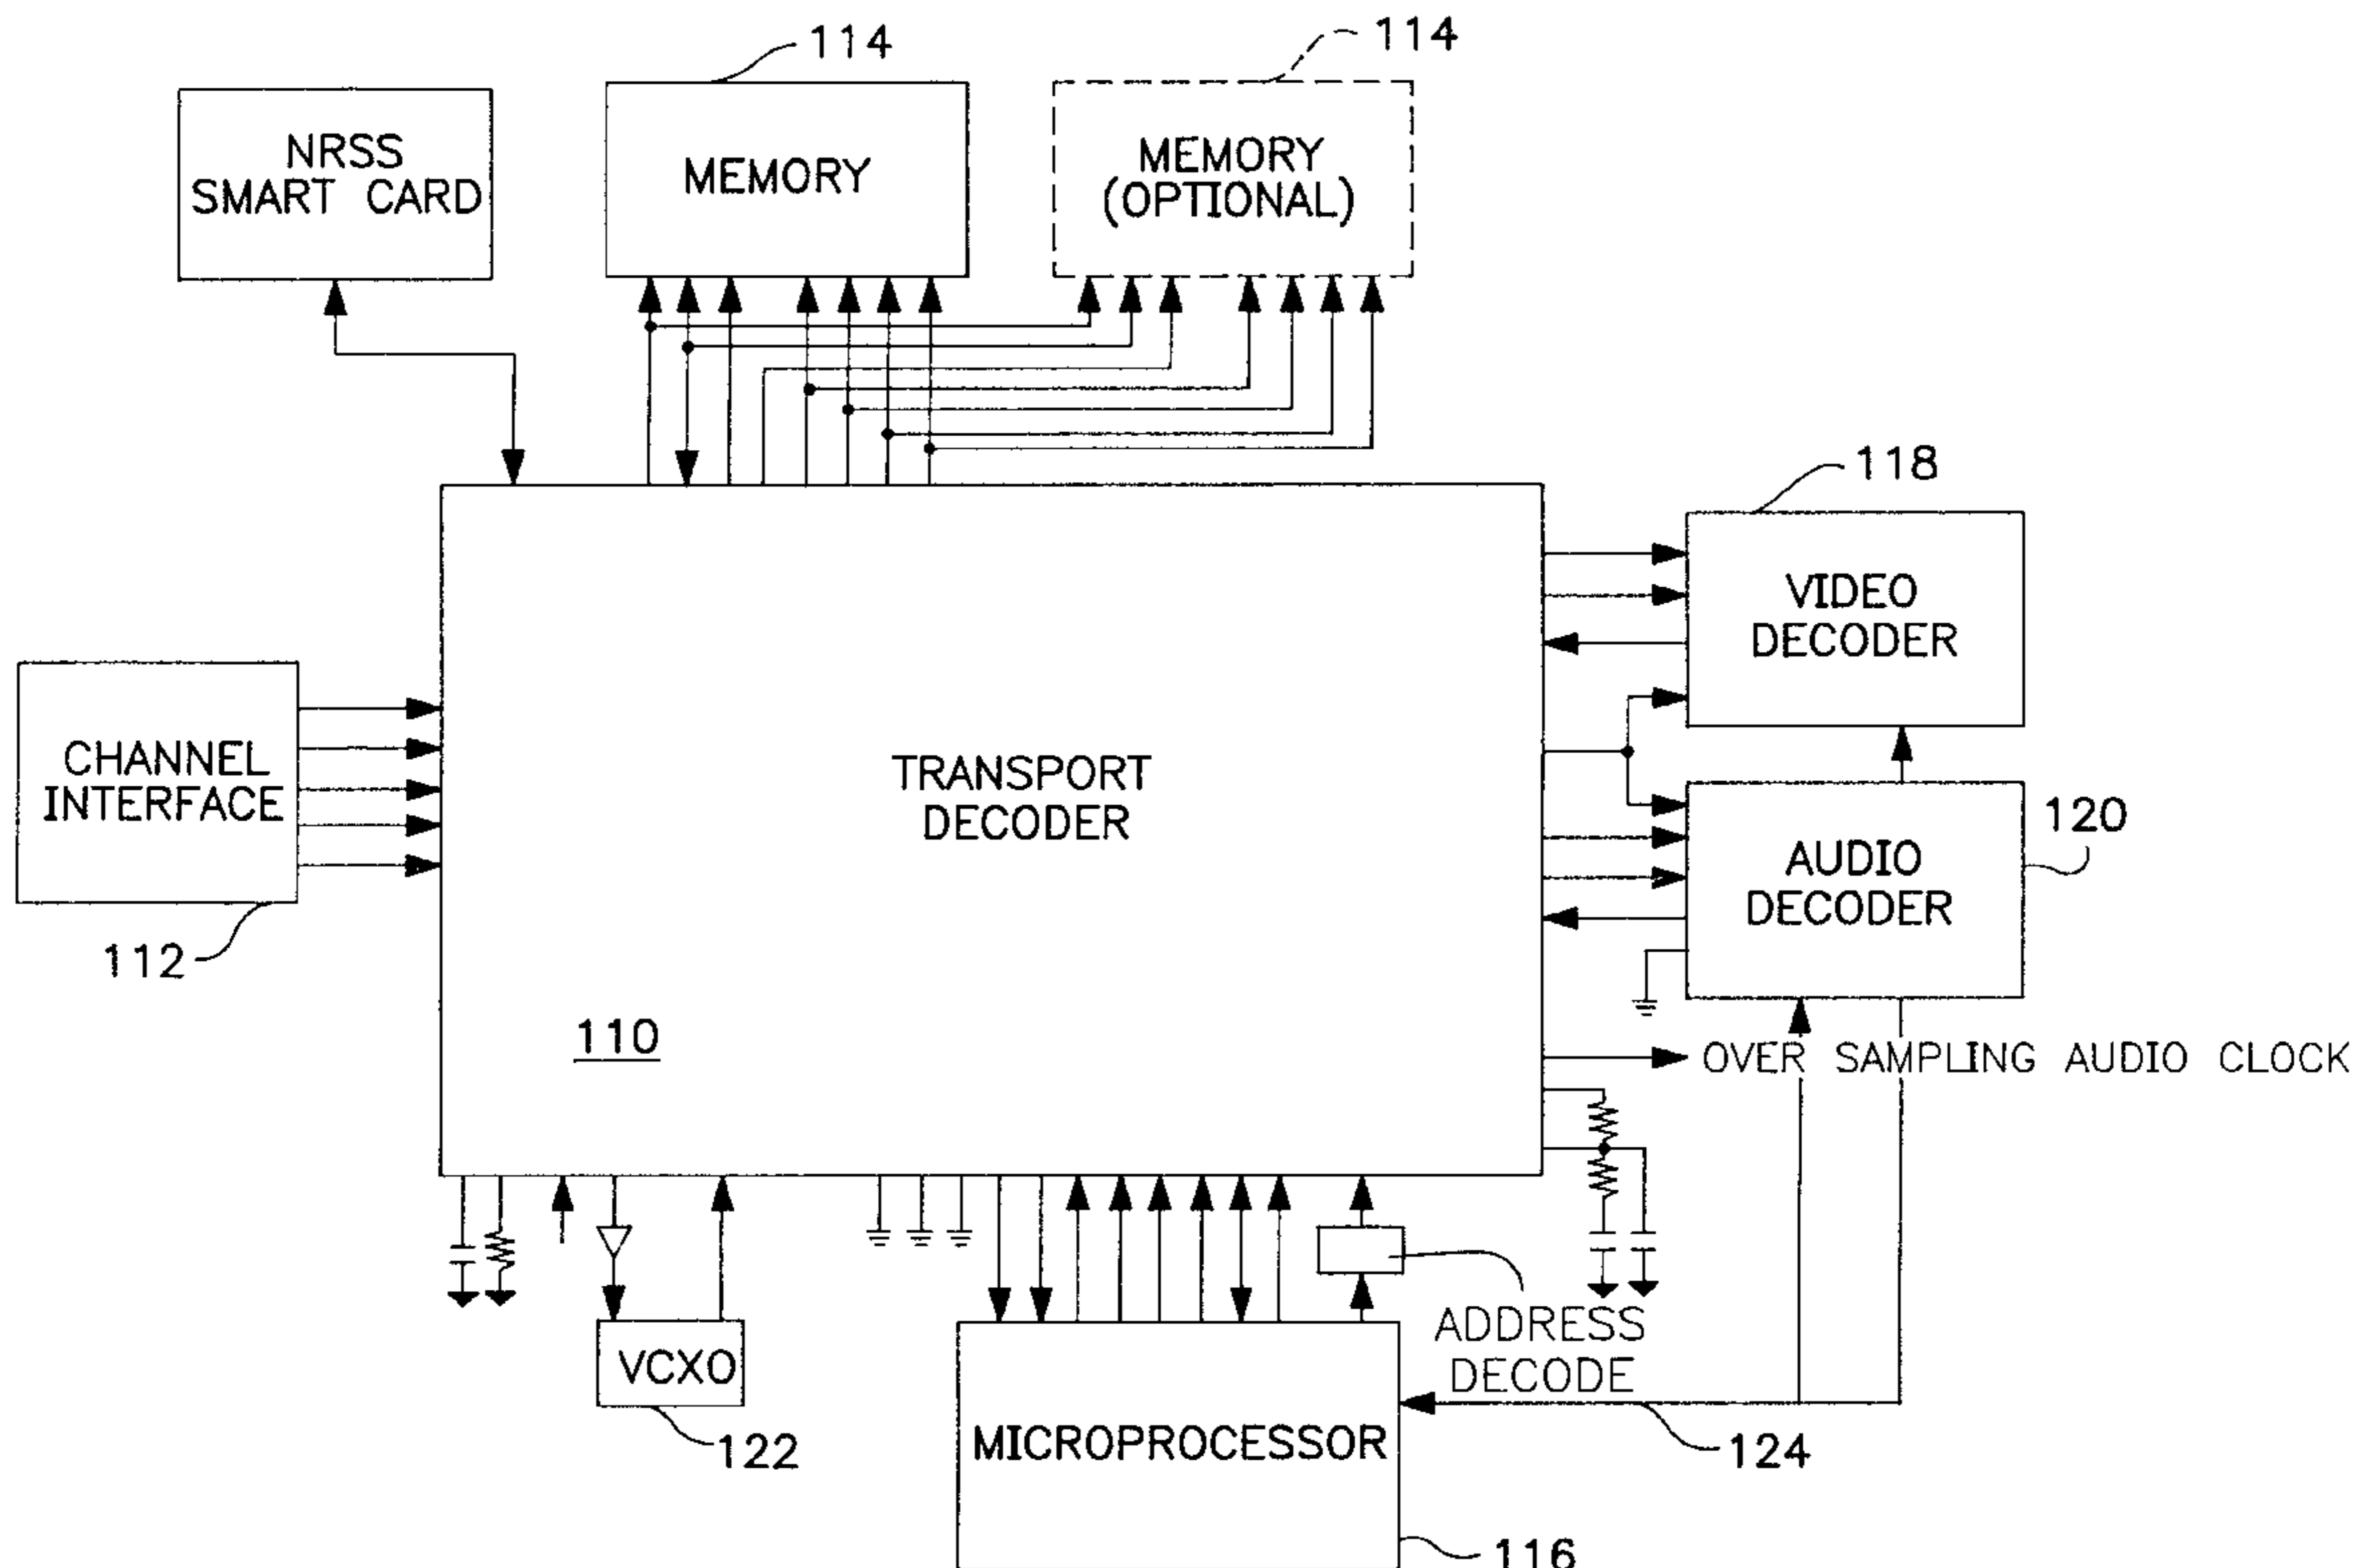 114
114
NRSS
SMART CARD
MEMORY
MEMORY
(OPTIONAL)
118
VIDEO
DECODER
CHANNEL
INTERFACE
TRANSPORT
DECODER
120
AUDIO
DECODER
112
110
OVER SAMPLING AUDIO CLOCK
ADDRESS
DECODE
VCXO
122
MICROPROCESSOR
124
116